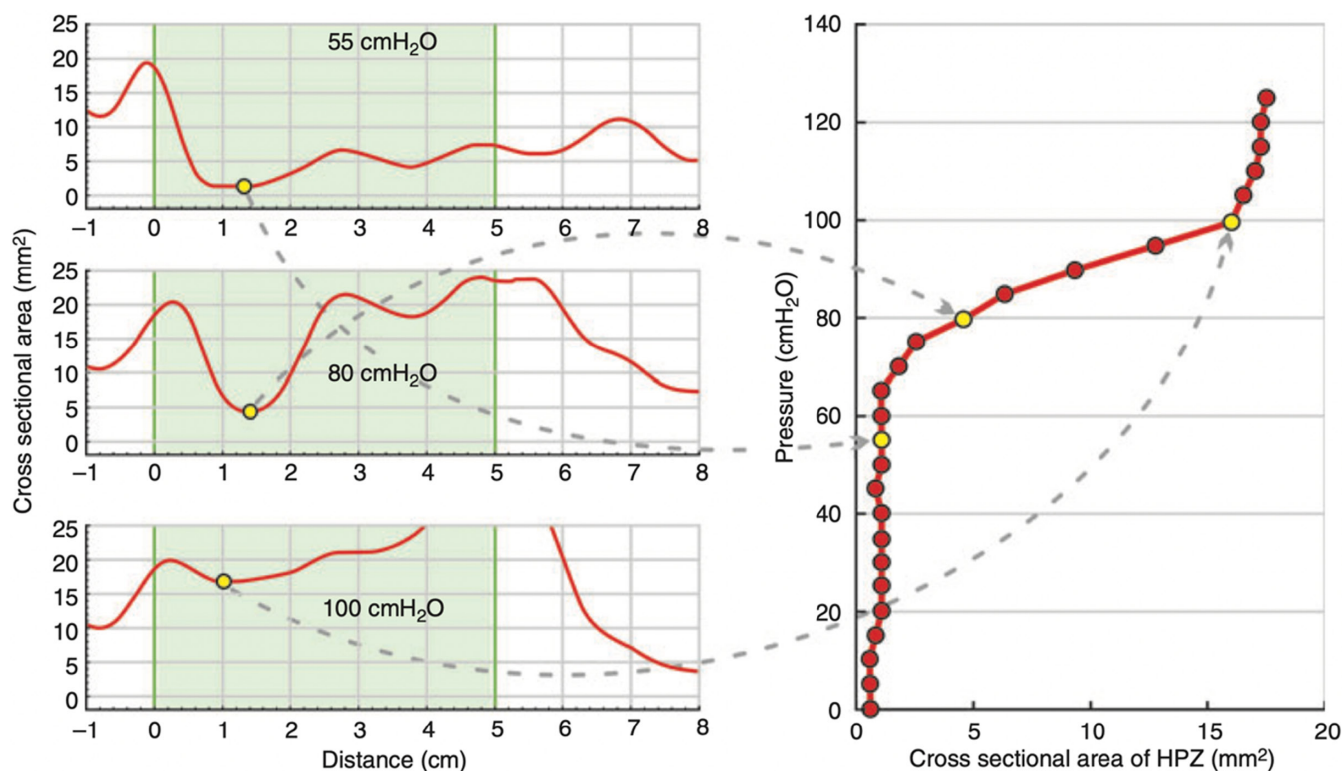 25
20
15
10
5
0
55 cmH₂O
–1 0 1 2 3 4 5 6 7 8
Cross sectional area (mm²)
25
20
15
10
5
0
80 cmH₂O
–1 0 1 2 3 4 5 6 7 8
25
20
15
10
5
0
100 cmH₂O
–1 0 1 2 3 4 5 6 7 8
Distance (cm)
140
120
100
80
60
40
20
0
Pressure (cmH₂O)
0 5 10 15 20
Cross sectional area of HPZ (mm²)